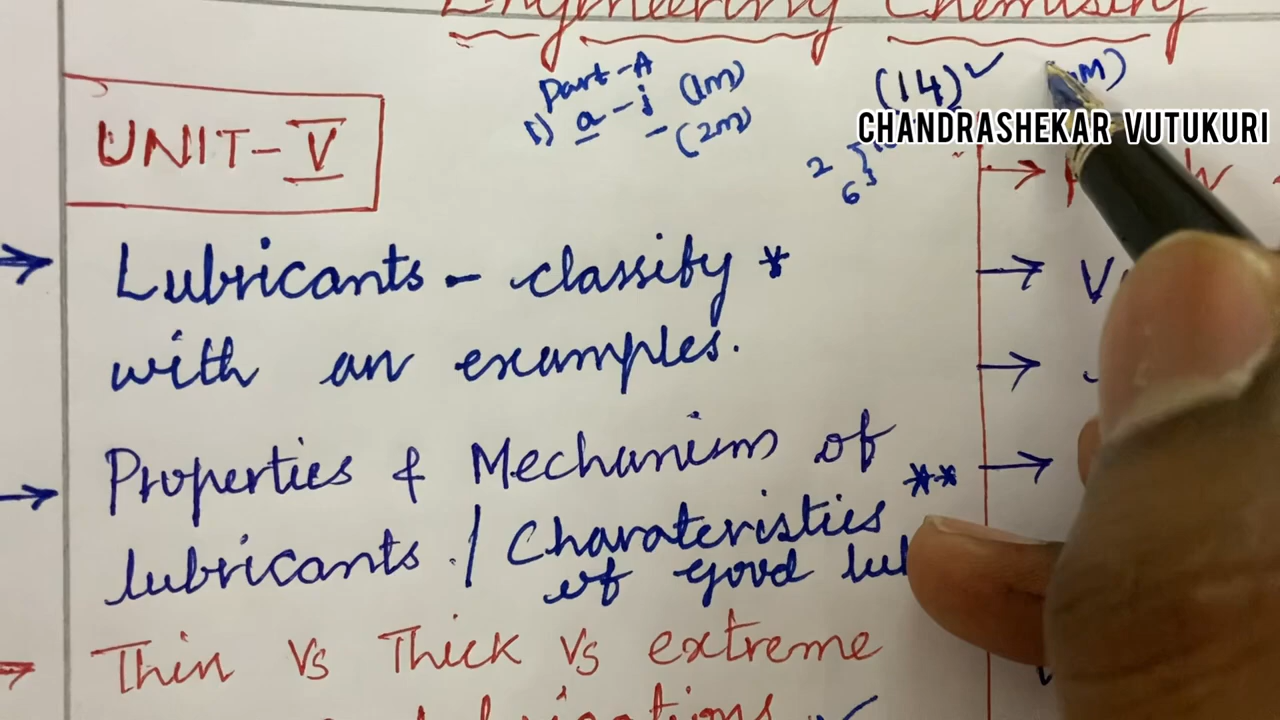 Engineering Chemistry
Part-A
1) a - j (1m)
- (2m)
(14)✓
CHANDRASHEKAR VUTUKURI
2
6
UNIT-V
→ Lubricants - classify *
with an examples.
→ Properties & Mechanism of
lubricants. / Charateristics **
of good lub
→ Thin Vs Thick Vs extreme